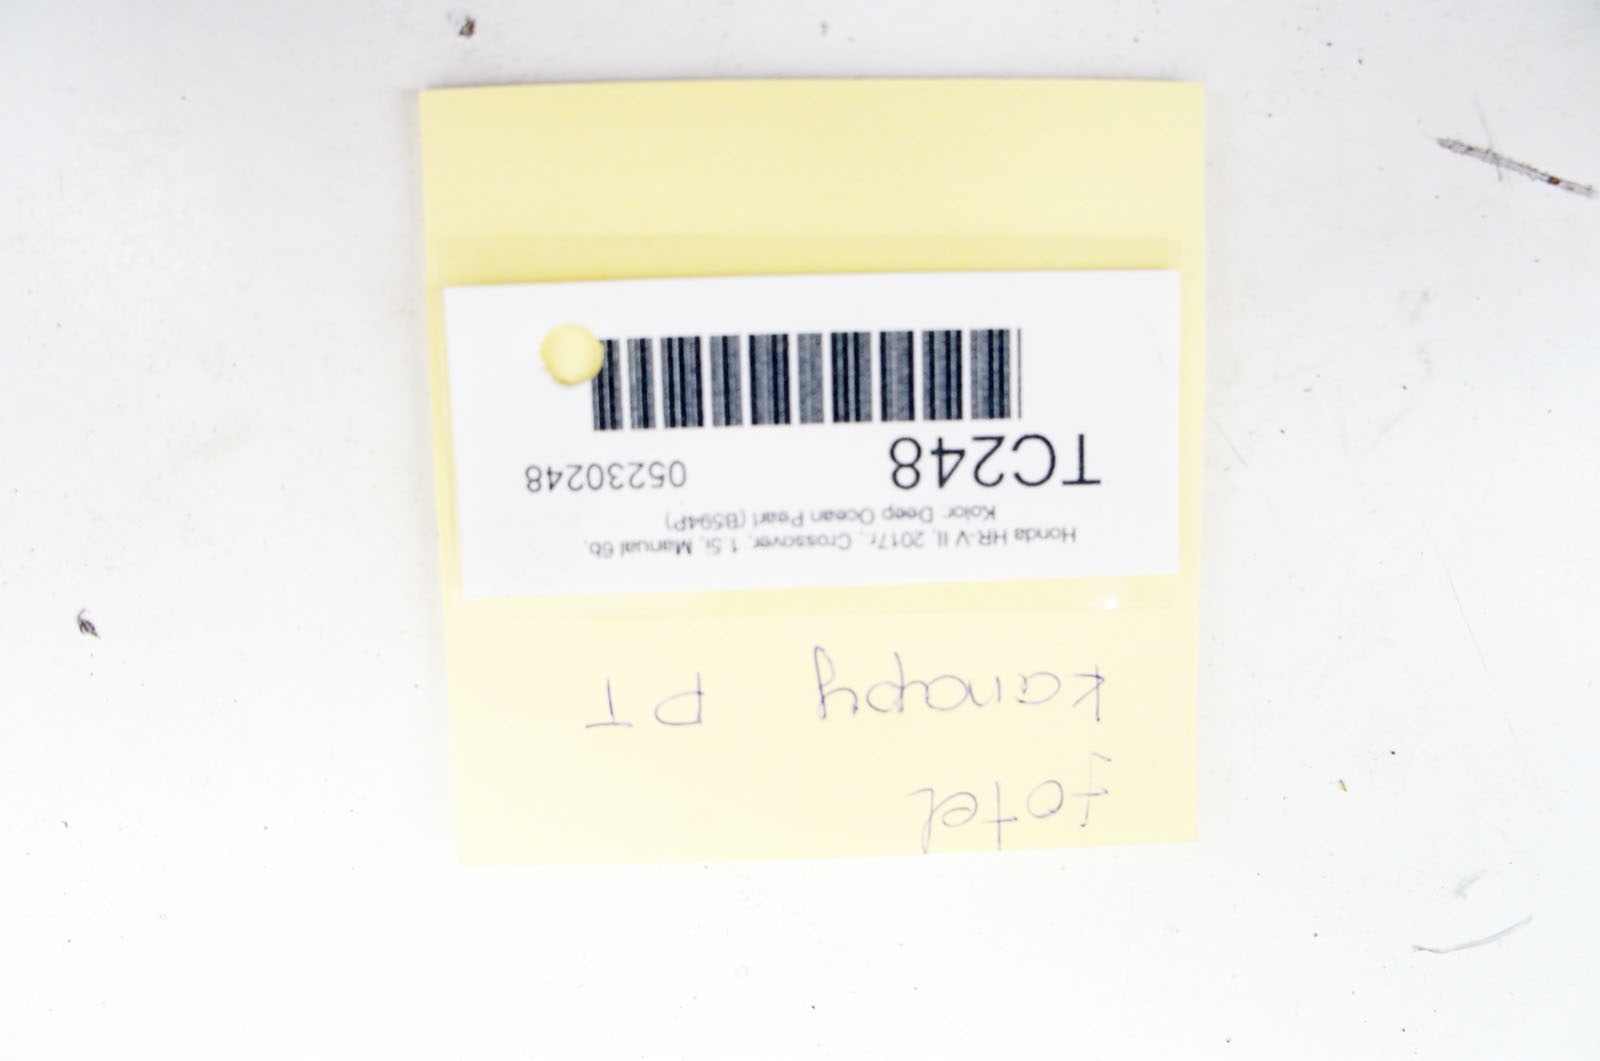 fotel
kanapy PT
Honda HR-V II, 2017r., Crossover, 1.5i, Manual 6b,
Kolor: Deep Ocean Pearl (B594P)
TC248 05230248